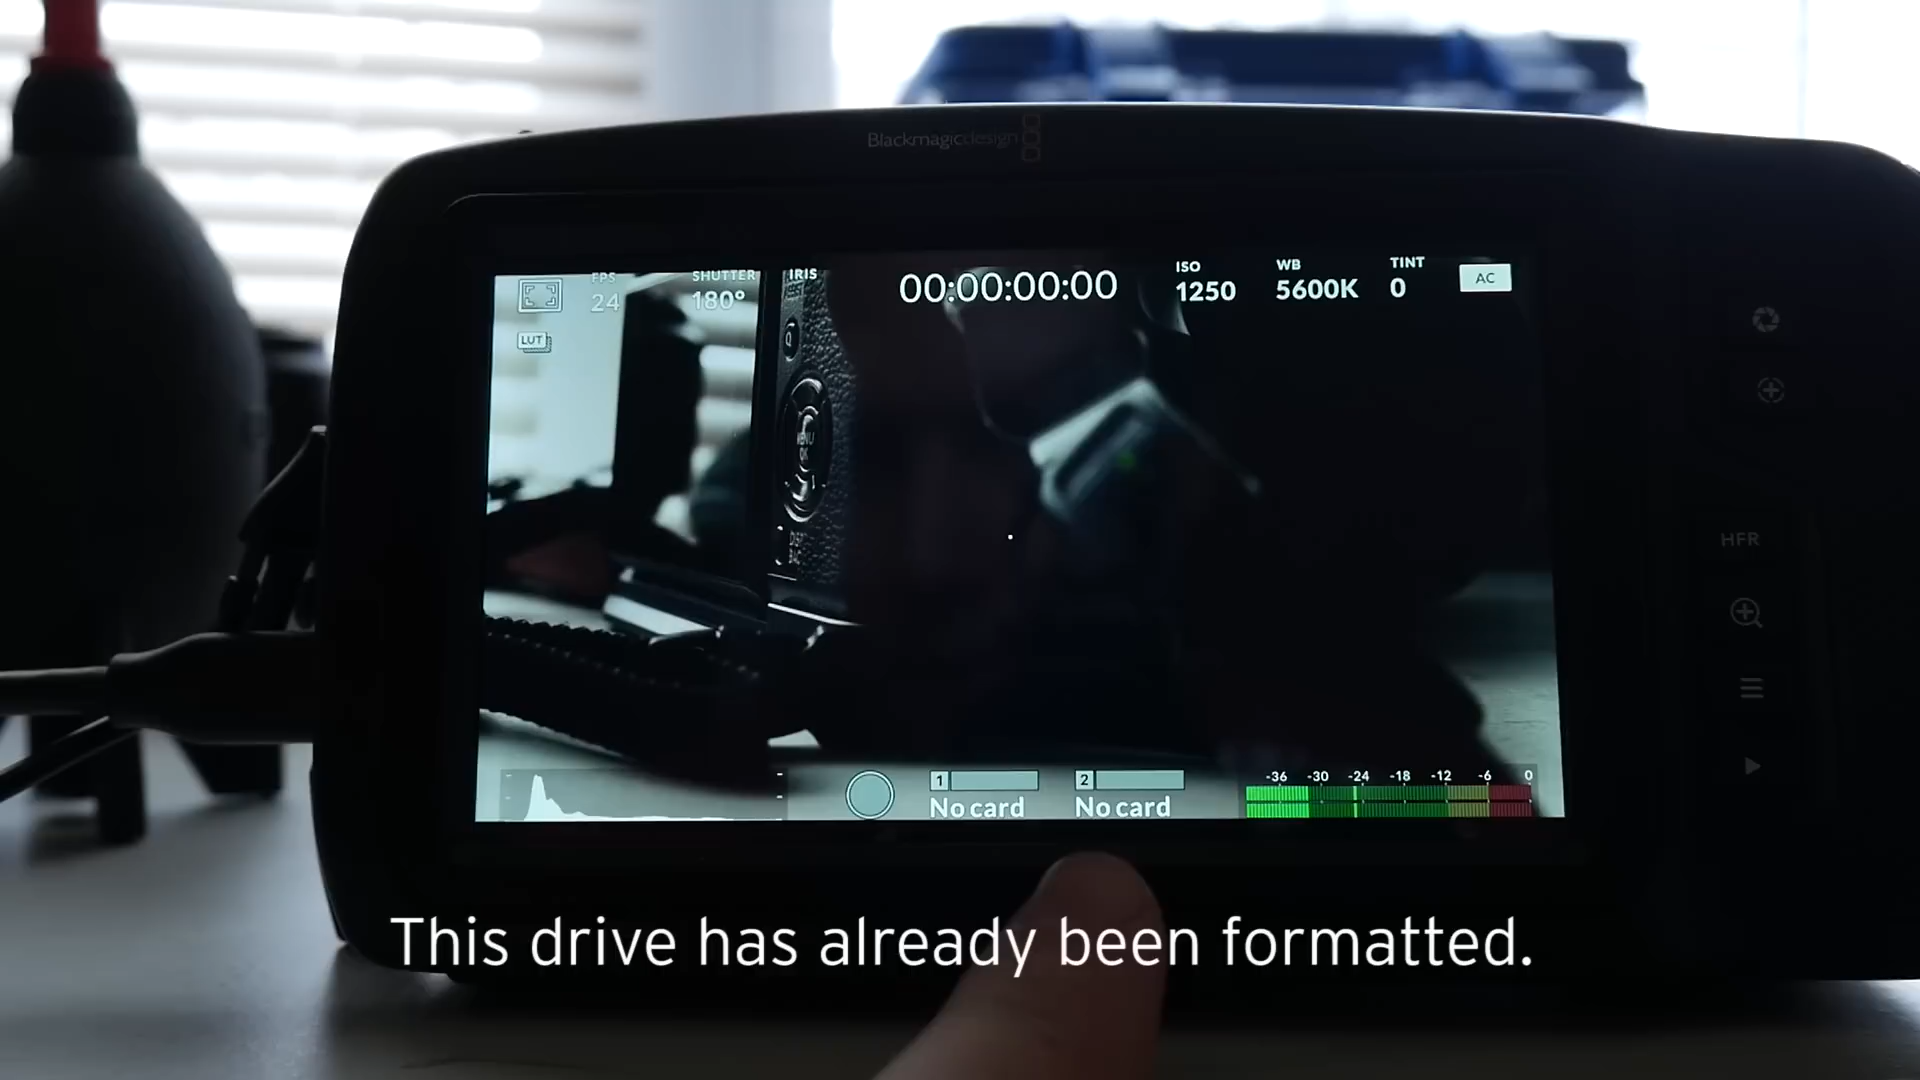 Blackmagicdesign
FPS
24
SHUTTER
180°
IRIS
00:00:00:00
ISO
1250
WB
5600K
TINT
0
AC
LUT
Q
MENU
OK
HFR
1
No card
2
No card
-36 -30 -24 -18 -12 -6 0
This drive has already been formatted.